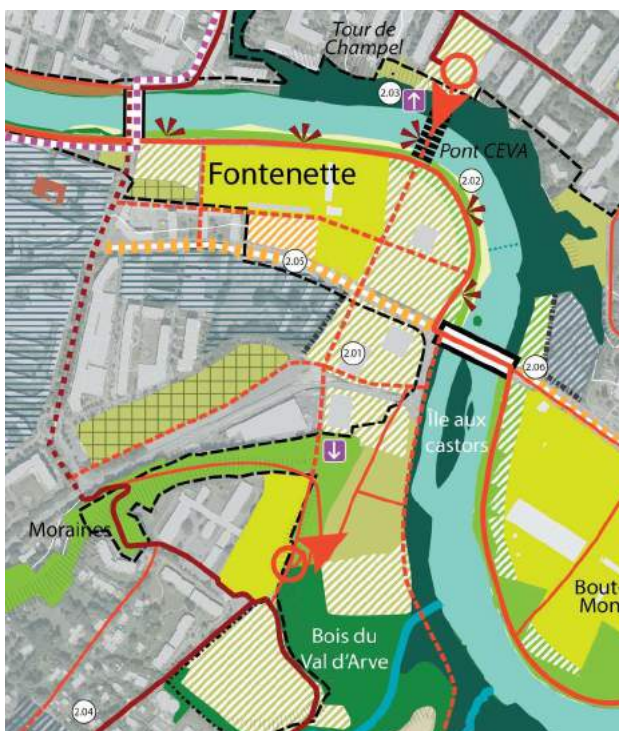 Tour de
Champel
2.03
Pont CEVA
Fontenette
2.02
2.05
2.01
2.06
Île aux
castors
Moraines
Bout
Mon
Bois du
Val d'Arve
2.04